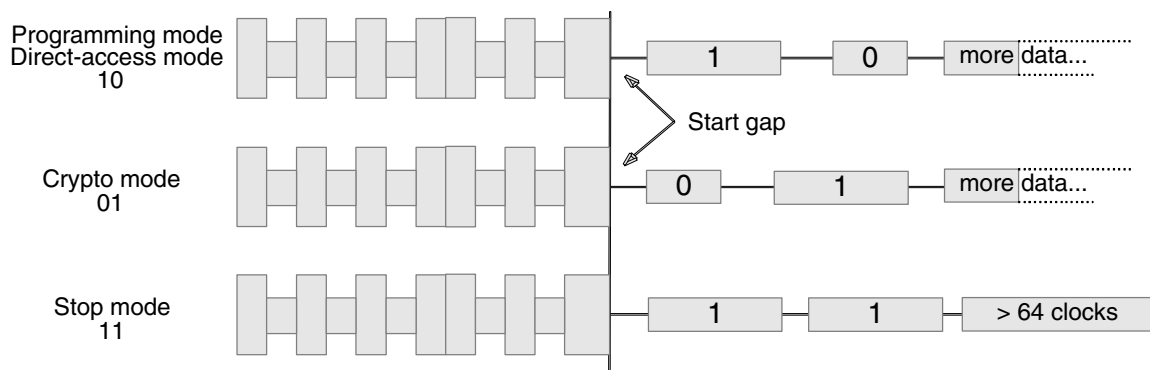 Programming mode
Direct-access mode
10
1 0 more data...
Start gap
Crypto mode
01
0 1 more data...
Stop mode
11
1 1 > 64 clocks